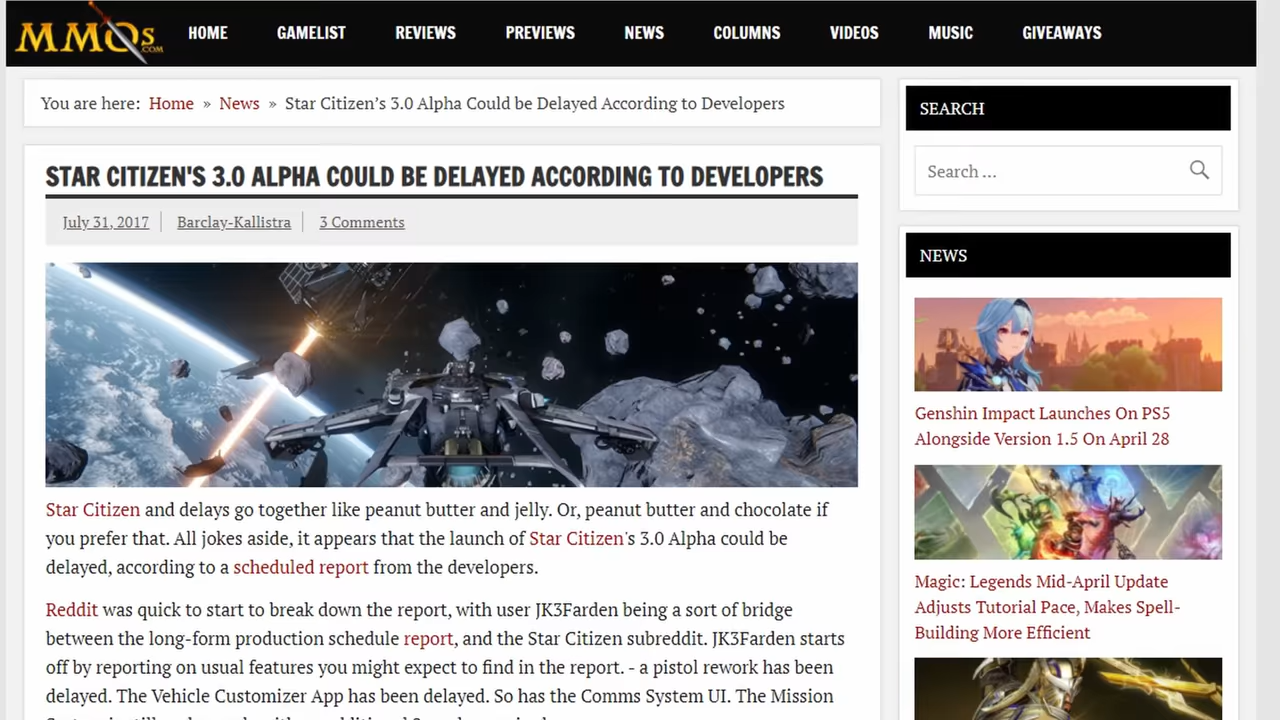 MMOs.com
HOME GAMELIST REVIEWS PREVIEWS NEWS COLUMNS VIDEOS MUSIC GIVEAWAYS
You are here: Home » News » Star Citizen’s 3.0 Alpha Could be Delayed According to Developers
STAR CITIZEN'S 3.0 ALPHA COULD BE DELAYED ACCORDING TO DEVELOPERS
July 31, 2017 Barclay-Kallistra 3 Comments
Star Citizen and delays go together like peanut butter and jelly. Or, peanut butter and chocolate if
you prefer that. All jokes aside, it appears that the launch of Star Citizen's 3.0 Alpha could be
delayed, according to a scheduled report from the developers.
Reddit was quick to start to break down the report, with user JK3Farden being a sort of bridge
between the long-form production schedule report, and the Star Citizen subreddit. JK3Farden starts
off by reporting on usual features you might expect to find in the report. - a pistol rework has been
delayed. The Vehicle Customizer App has been delayed. So has the Comms System UI. The Mission
SEARCH
Search ...
NEWS
Genshin Impact Launches On PS5
Alongside Version 1.5 On April 28
Magic: Legends Mid-April Update
Adjusts Tutorial Pace, Makes Spell-
Building More Efficient